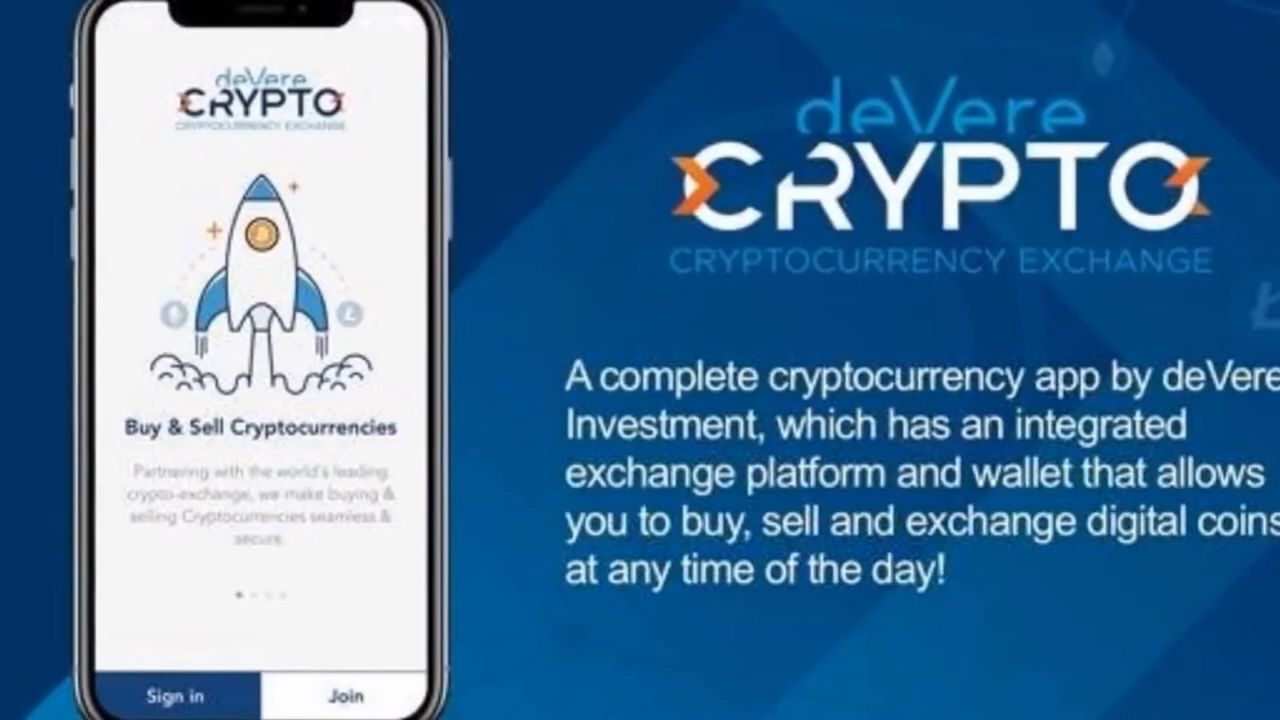 deVere
CRYPTO
CRYPTOCURRENCY EXCHANGE
Buy & Sell Cryptocurrencies
Partnering with the world's leading
crypto-exchange, we make buying &
selling Cryptocurrencies seamless &
secure.
Sign in
Join
deVere
CRYPTO
CRYPTOCURRENCY EXCHANGE
A complete cryptocurrency app by deVere
Investment, which has an integrated
exchange platform and wallet that allows
you to buy, sell and exchange digital coins
at any time of the day!